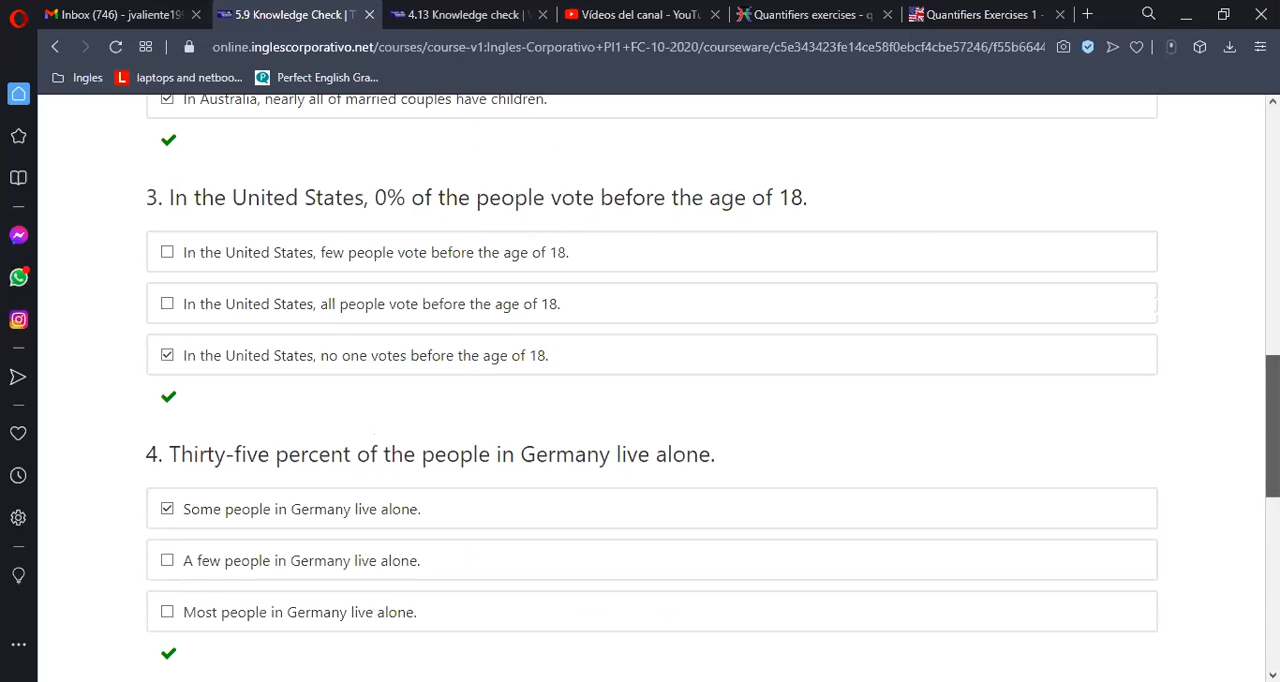 Inbox (746) - jvaliente19
5.9 Knowledge Check | T
4.13 Knowledge check | V
Vídeos del canal - YouTu
Quantifiers exercises - q
Quantifiers Exercises 1 -
online.inglescorporativo.net/courses/course-v1:Ingles-Corporativo+PI1+FC-10-2020/courseware/c5e343423fe14ce58f0ebcf4cbe57246/f55b6644
Ingles
laptops and netboo...
Perfect English Gra...
In Australia, nearly all of married couples have children.
3. In the United States, 0% of the people vote before the age of 18.
In the United States, few people vote before the age of 18.
In the United States, all people vote before the age of 18.
In the United States, no one votes before the age of 18.
4. Thirty-five percent of the people in Germany live alone.
Some people in Germany live alone.
A few people in Germany live alone.
Most people in Germany live alone.